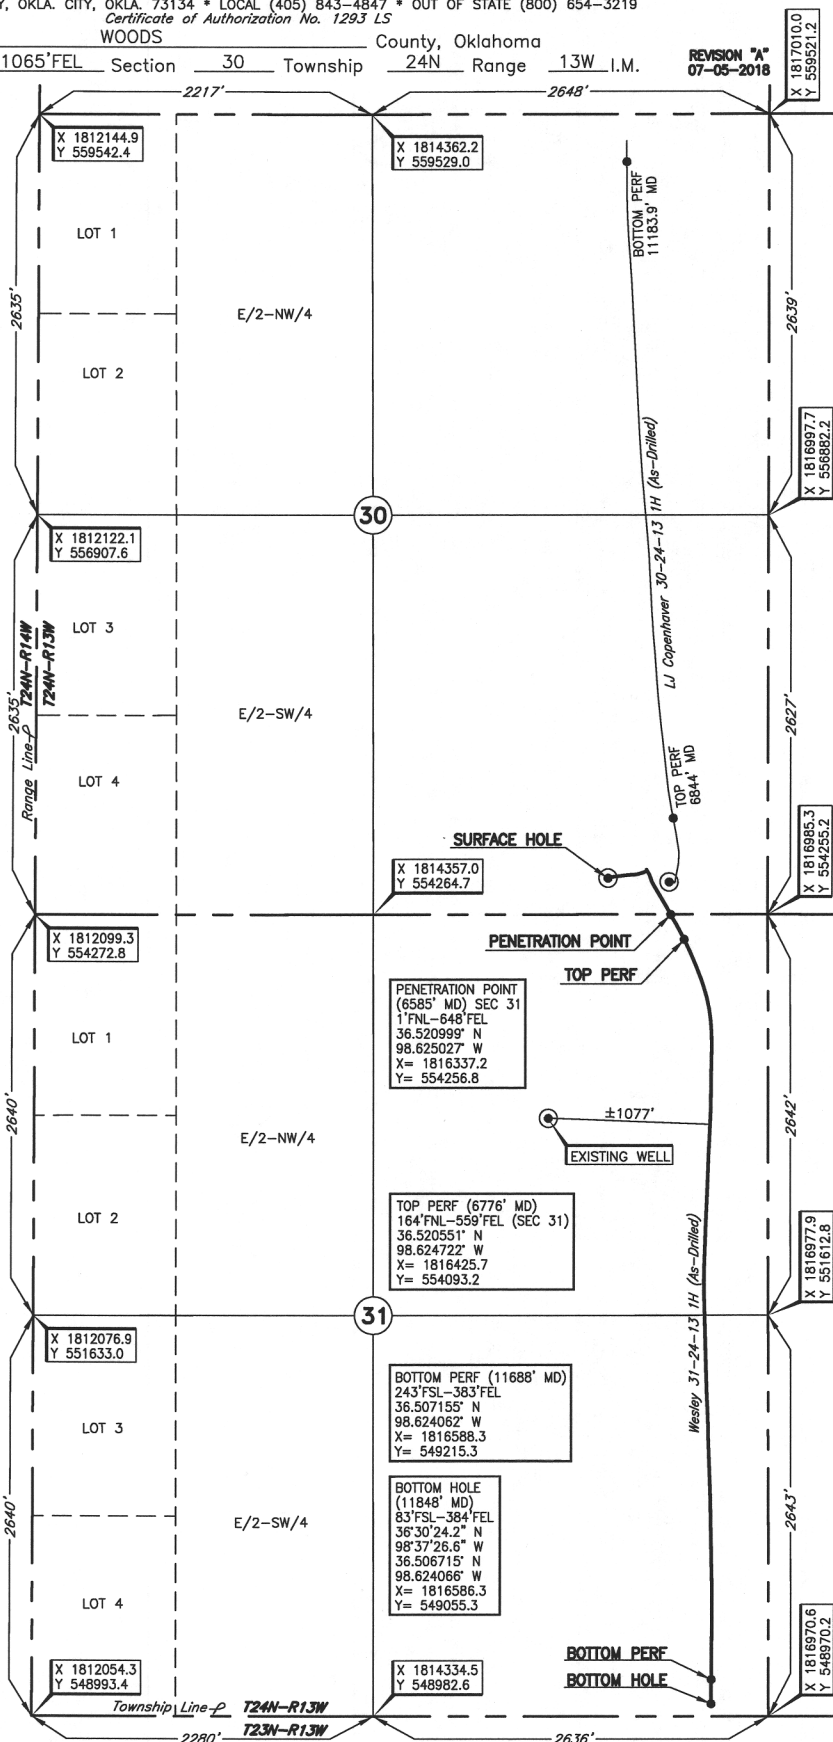 Y, OKLA. CITY, OKLA. 73134 * LOCAL (405) 843-4847 * OUT OF STATE (800) 654-3219
Certificate of Authorization No. 1293 LS
WOODS County, Oklahoma
1065'FEL Section 30 Township 24N Range 13W I.M.
REVISION "A"
07-05-2018
X 1817010.0
Y 559521.2
2217'
2648'
X 1812144.9
Y 559542.4
X 1814362.2
Y 559529.0
BOTTOM PERF
11183.9' MD
LOT 1
2635'
E/2-NW/4
2639'
LOT 2
LJ Copenhaver 30-24-13 1H (As-Drilled)
X 1816997.7
Y 556882.2
30
X 1812122.1
Y 556907.6
LOT 3
T24N-R14W
T24N-R13W
2635'
Range Line
E/2-SW/4
2627'
LOT 4
TOP PERF
6844' MD
SURFACE HOLE
X 1814357.0
Y 554264.7
X 1816985.3
Y 554255.2
X 1812099.3
Y 554272.8
PENETRATION POINT
TOP PERF
PENETRATION POINT
(6585' MD) SEC 31
1'FNL-648'FEL
36.520999° N
98.625027° W
X= 1816337.2
Y= 554256.8
LOT 1
2640'
±1077'
E/2-NW/4
EXISTING WELL
2642'
TOP PERF (6776' MD)
164'FNL-559'FEL (SEC 31)
36.520551° N
98.624722° W
X= 1816425.7
Y= 554093.2
LOT 2
Wesley 31-24-13 1H (As-Drilled)
X 1816977.9
Y 551612.8
31
X 1812076.9
Y 551633.0
BOTTOM PERF (11688' MD)
243'FSL-383'FEL
36.507155° N
98.624062° W
X= 1816588.3
Y= 549215.3
LOT 3
BOTTOM HOLE
(11848' MD)
83'FSL-384'FEL
36°30'24.2" N
98°37'26.6" W
36.506715° N
98.624066° W
X= 1816586.3
Y= 549055.3
2640'
E/2-SW/4
2643'
LOT 4
BOTTOM PERF
BOTTOM HOLE
X 1812054.3
Y 548993.4
X 1814334.5
Y 548982.6
X 1816970.6
Y 548970.2
Township Line T24N-R13W
T23N-R13W
2280'
2636'